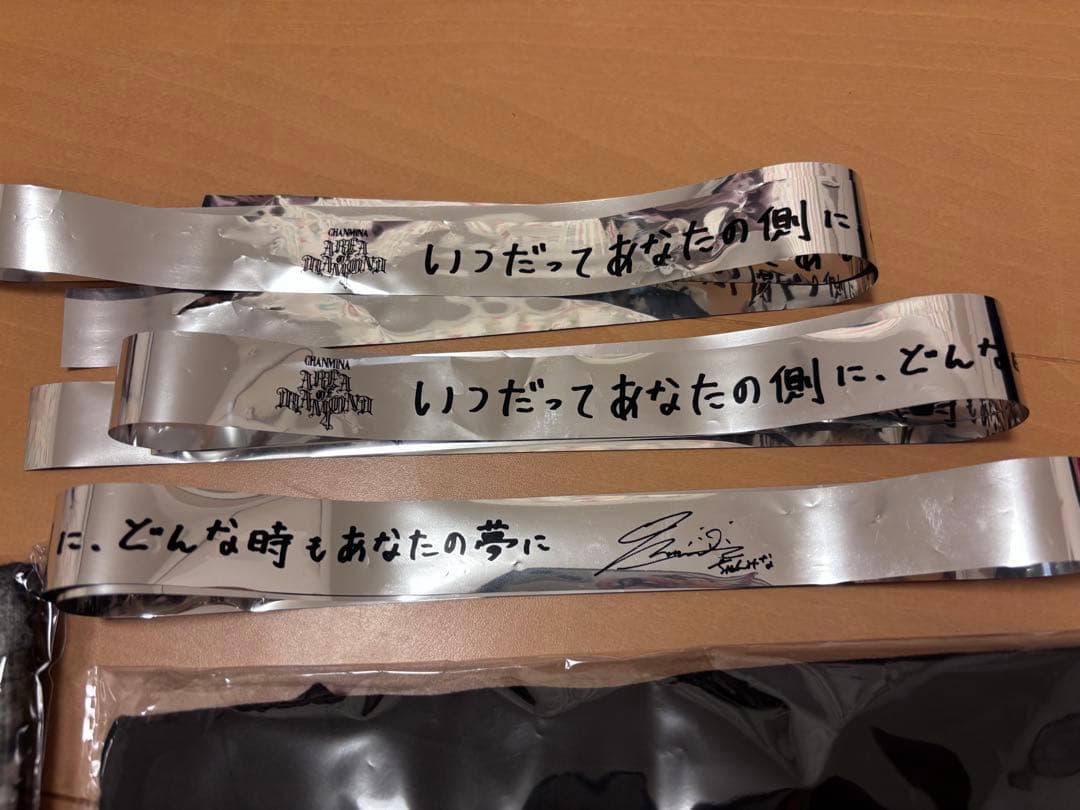 CHANMINA
AREA
OF
DIAMOND
いつだってあなたの側に、
CHANMINA
AREA
OF
DIAMOND
いつだってあなたの側に、どんな
に、どんな時もあなたの夢に
ちゃんみな